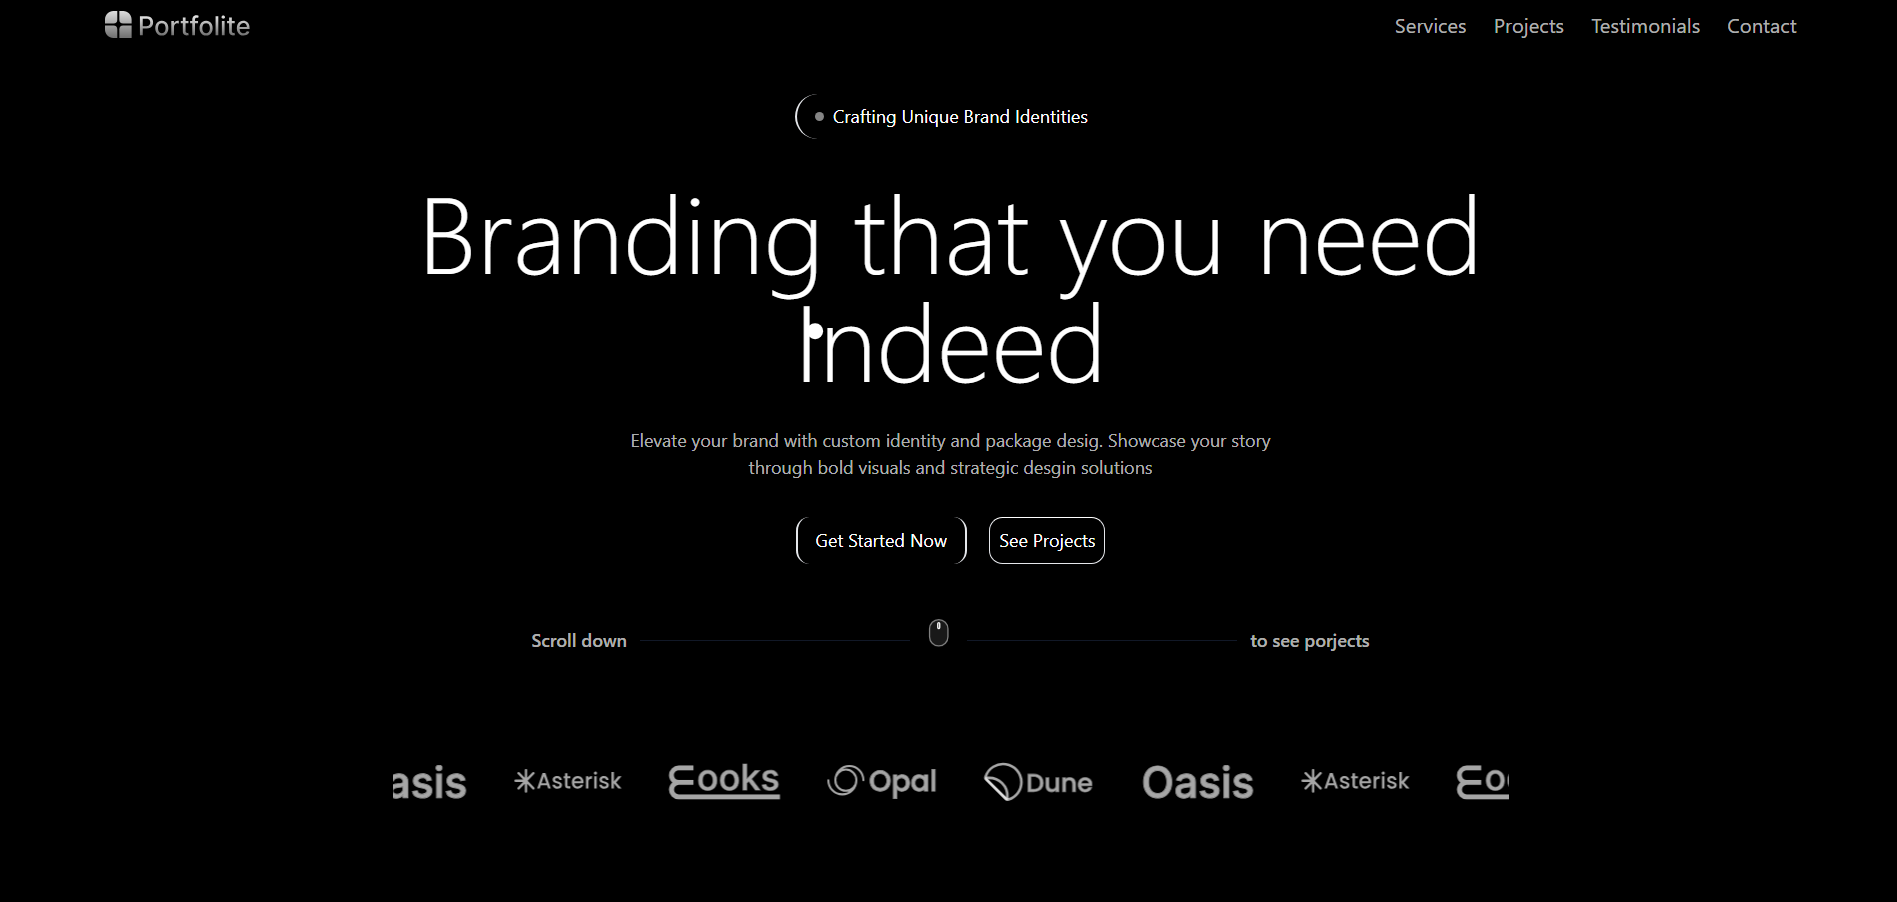 Portfolite
Services Projects Testimonials Contact
Crafting Unique Brand Identities
Branding that you need
Indeed
Elevate your brand with custom identity and package desig. Showcase your story
through bold visuals and strategic desgin solutions
Get Started Now See Projects
Scroll down to see porjects
asis Asterisk Eooks Opal Dune Oasis Asterisk Eoo